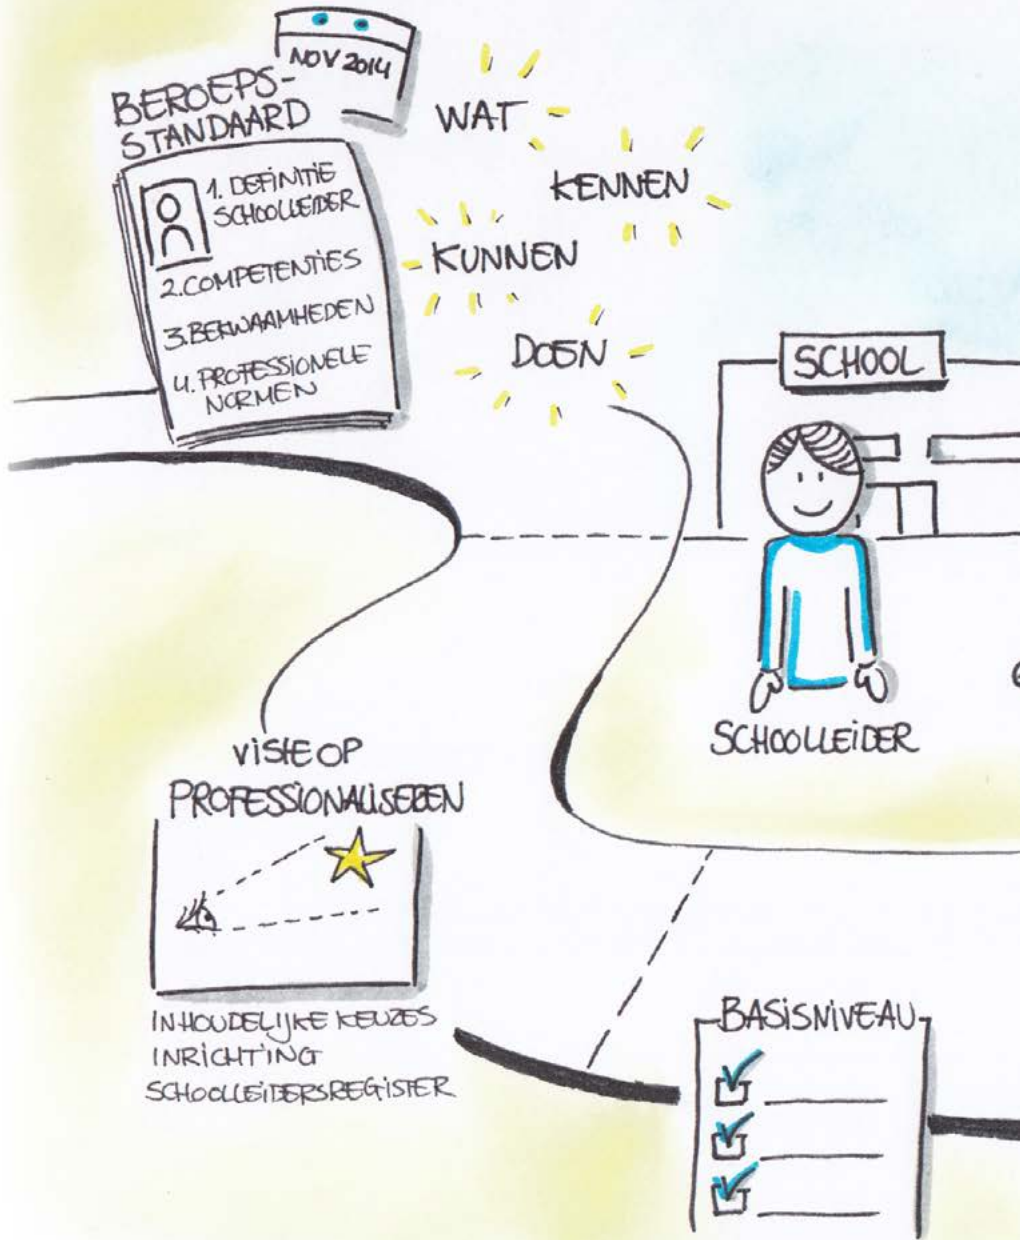 NOV 2014
BEROEPS-
STANDAARD
1. DEFINITIE
SCHOOLLEIDER
2. COMPETENTIES
3. BEKWAAMHEDEN
4. PROFESSIONELE
NORMEN
WAT
KENNEN
KUNNEN
DOEN
SCHOOL
SCHOOLLEIDER
VISIE OP
PROFESSIONALISEREN
INHOUDELIJKE KEUZES
INRICHTING
SCHOOLLEIDERSREGISTER
BASISNIVEAU